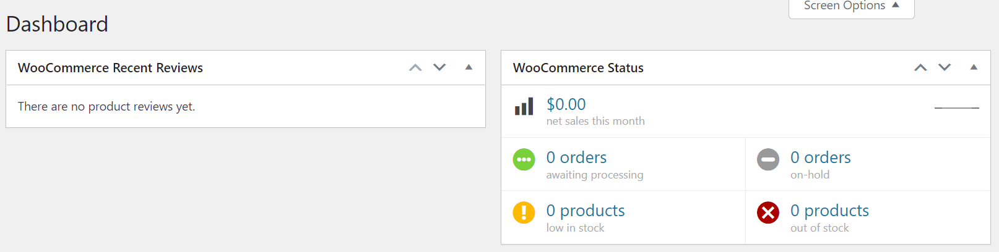 Screen Options
Dashboard
WooCommerce Recent Reviews
There are no product reviews yet.
WooCommerce Status
$0.00
net sales this month
0 orders
awaiting processing
0 orders
on-hold
0 products
low in stock
0 products
out of stock